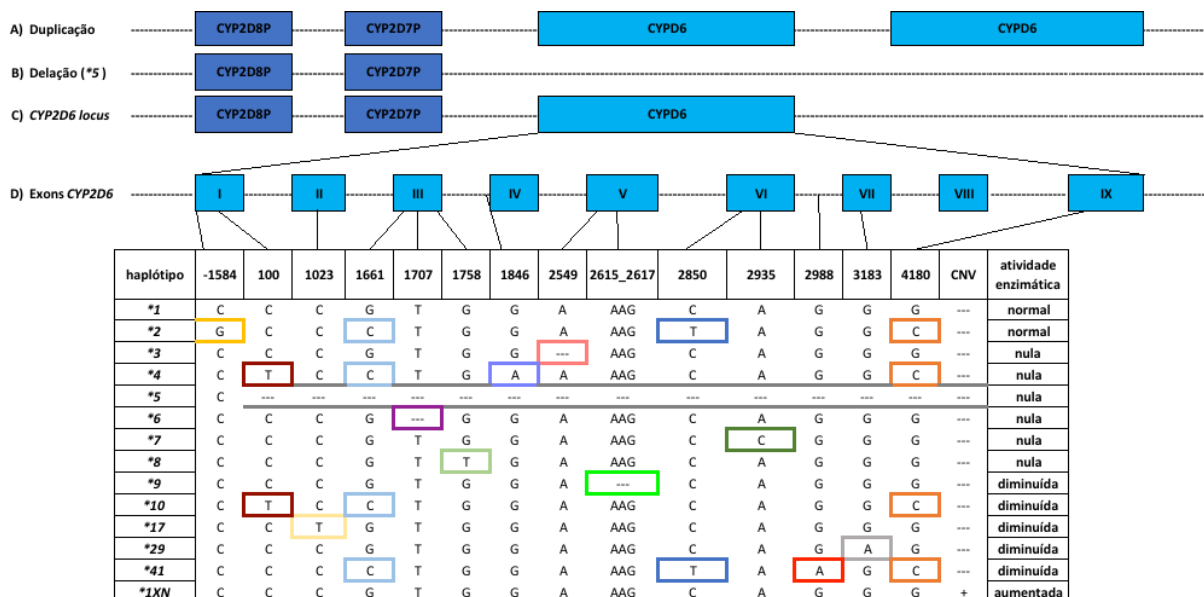 A) Duplicação CYP2D8P CYP2D7P CYPD6 CYPD6
B) Delação (*5 ) CYP2D8P CYP2D7P
C) CYP2D6 locus CYP2D8P CYP2D7P CYPD6
D) Exons CYP2D6 I II III IV V VI VII VIII IX
haplótipo -1584 100 1023 1661 1707 1758 1846 2549 2615_2617 2850 2935 2988 3183 4180 CNV atividade enzimática
*1 C C C G T G G A AAG C A G G G --- normal
*2 G C C C T G G A AAG T A G G C --- normal
*3 C C C G T G G --- AAG C A G G G --- nula
*4 C T C C T G A A AAG C A G G C --- nula
*5 C --- --- --- --- --- --- --- --- --- --- --- --- --- --- nula
*6 C C C G --- G G A AAG C A G G G --- nula
*7 C C C G T G G A AAG C C G G G --- nula
*8 C C C G T T G A AAG C A G G G --- nula
*9 C C C G T G G A --- C A G G G --- diminuída
*10 C T C C T G G A AAG C A G G C --- diminuída
*17 C C T G T G G A AAG C A G G G --- diminuída
*29 C C C G T G G A AAG C A G A G --- diminuída
*41 C C C C T G G A AAG T A A G C --- diminuída
*1XN C C C G T G G A AAG C A G G G + aumentada